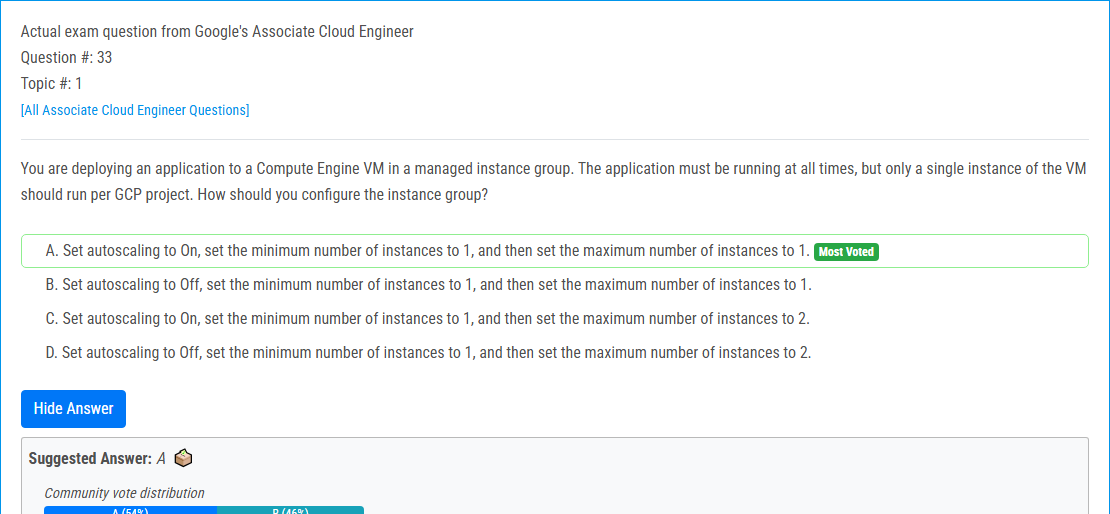 Actual exam question from Google's Associate Cloud Engineer
Question #: 33
Topic #: 1
[All Associate Cloud Engineer Questions]
You are deploying an application to a Compute Engine VM in a managed instance group. The application must be running at all times, but only a single instance of the VM
should run per GCP project. How should you configure the instance group?
A. Set autoscaling to On, set the minimum number of instances to 1, and then set the maximum number of instances to 1. Most Voted
B. Set autoscaling to Off, set the minimum number of instances to 1, and then set the maximum number of instances to 1.
C. Set autoscaling to On, set the minimum number of instances to 1, and then set the maximum number of instances to 2.
D. Set autoscaling to Off, set the minimum number of instances to 1, and then set the maximum number of instances to 2.
Hide Answer
Suggested Answer: A
Community vote distribution
A (54%) B (46%)